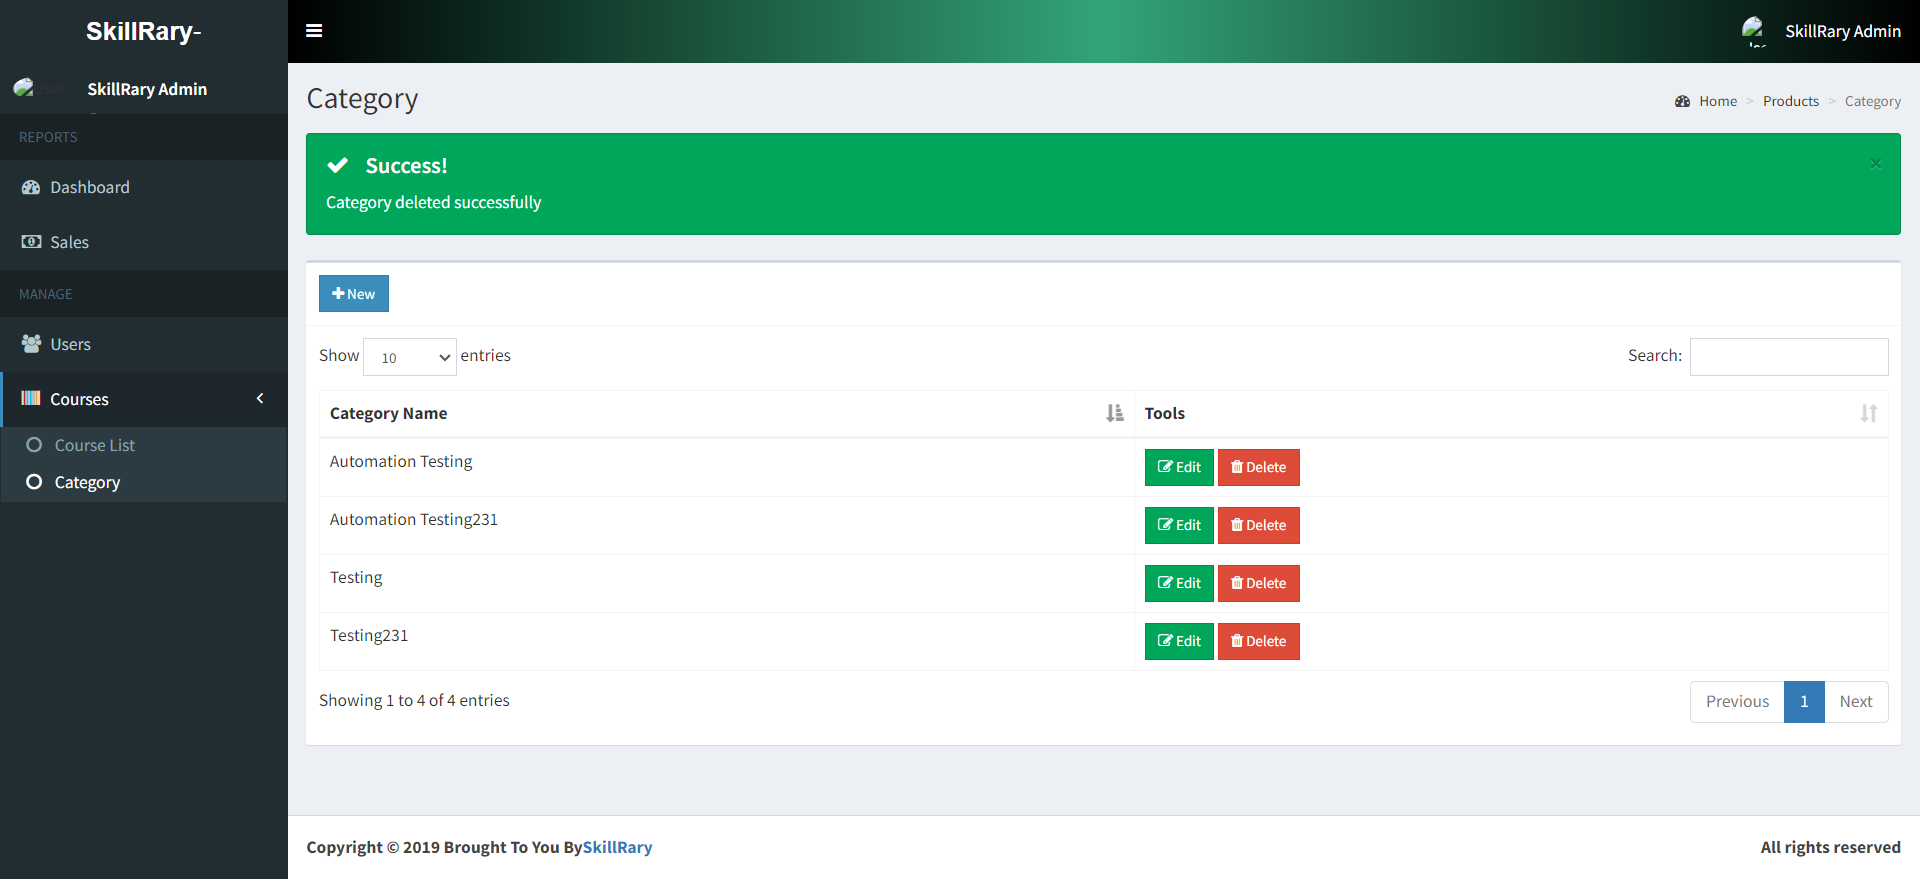 SkillRary-
SkillRary Admin
User
SkillRary Admin
REPORTS
Dashboard
Sales
MANAGE
Users
Courses
Course List
Category
Category
Home > Products > Category
Success!
×
Category deleted successfully
New
Show 10 entries
Search:
Category Name
Tools
Automation Testing
Edit
Delete
Automation Testing231
Edit
Delete
Testing
Edit
Delete
Testing231
Edit
Delete
Showing 1 to 4 of 4 entries
Previous
1
Next
Copyright © 2019 Brought To You BySkillRary
All rights reserved